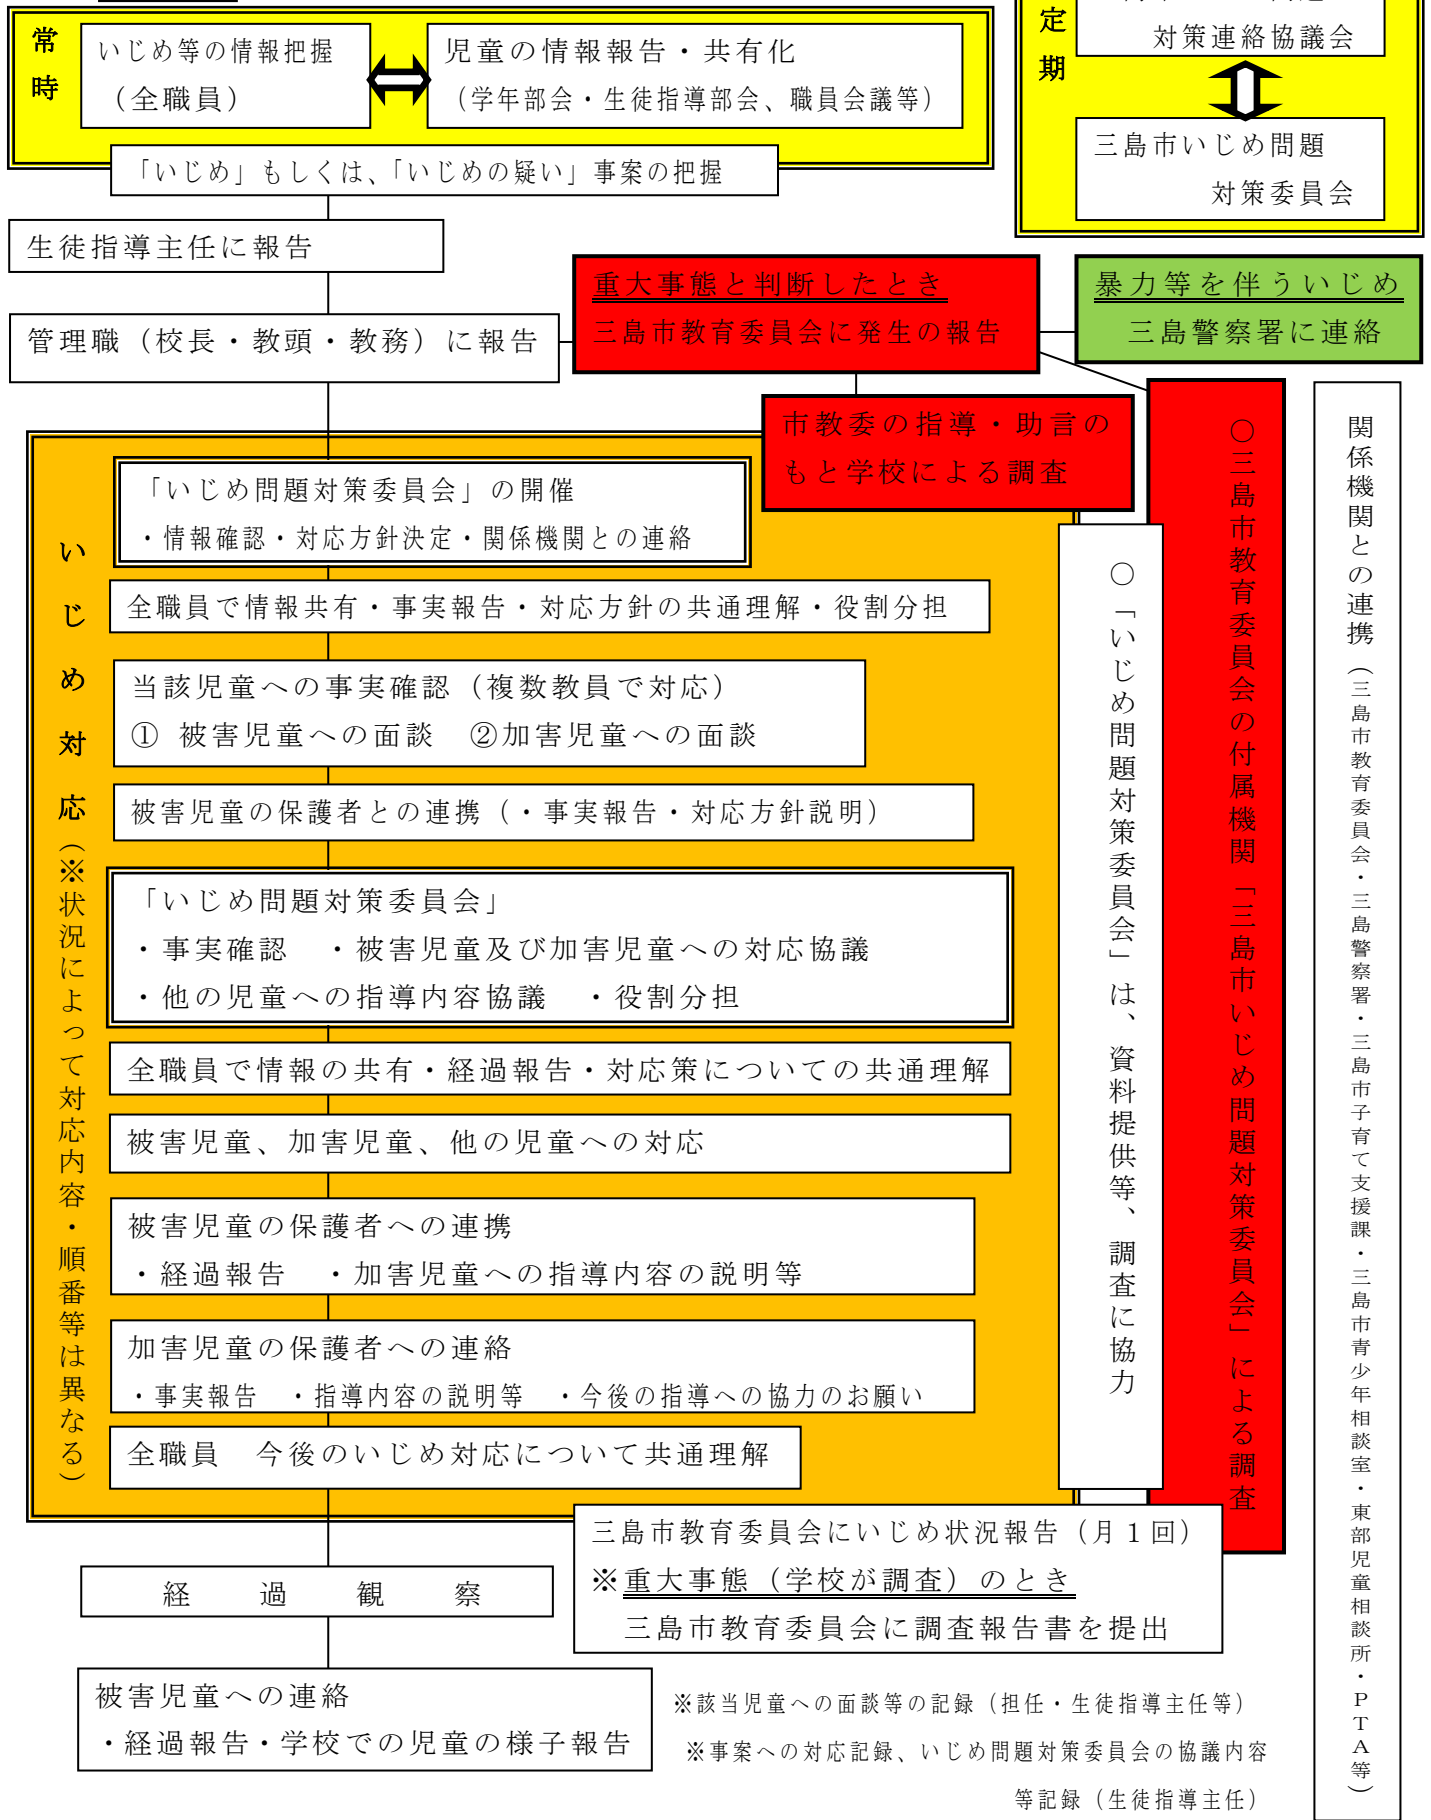 常時
いじめ等の情報把握
（全職員）
児童の情報報告・共有化
（学年部会・生徒指導部会、職員会議等）
定期
対策連絡協議会
三島市いじめ問題
対策委員会
「いじめ」もしくは、「いじめの疑い」事案の把握
生徒指導主任に報告
管理職（校長・教頭・教務）に報告
重大事態と判断したとき
三島市教育委員会に発生の報告
暴力等を伴ういじめ
三島警察署に連絡
市教委の指導・助言の
もと学校による調査
いじめ対応（※状況によって対応内容・順番等は異なる）
「いじめ問題対策委員会」の開催
・情報確認・対応方針決定・関係機関との連絡
全職員で情報共有・事実報告・対応方針の共通理解・役割分担
当該児童への事実確認（複数教員で対応）
① 被害児童への面談　②加害児童への面談
被害児童の保護者との連携（・事実報告・対応方針説明）
「いじめ問題対策委員会」
・事実確認　・被害児童及び加害児童への対応協議
・他の児童への指導内容協議　・役割分担
全職員で情報の共有・経過報告・対応策についての共通理解
被害児童、加害児童、他の児童への対応
被害児童の保護者への連携
・経過報告　・加害児童への指導内容の説明等
加害児童の保護者への連絡
・事実報告　・指導内容の説明等　・今後の指導への協力のお願い
全職員　今後のいじめ対応について共通理解
〇「いじめ問題対策委員会」は、資料提供等、調査に協力
〇三島市教育委員会の付属機関「三島市いじめ問題対策委員会」による調査
関係機関との連携（三島市教育委員会・三島警察署・三島市子育て支援課・三島市青少年相談室・東部児童相談所・ＰＴＡ等）
三島市教育委員会にいじめ状況報告（月１回）
※重大事態（学校が調査）のとき
三島市教育委員会に調査報告書を提出
経　過　観　察
被害児童への連絡
・経過報告・学校での児童の様子報告
※該当児童への面談等の記録（担任・生徒指導主任等）
※事案への対応記録、いじめ問題対策委員会の協議内容
等記録（生徒指導主任）